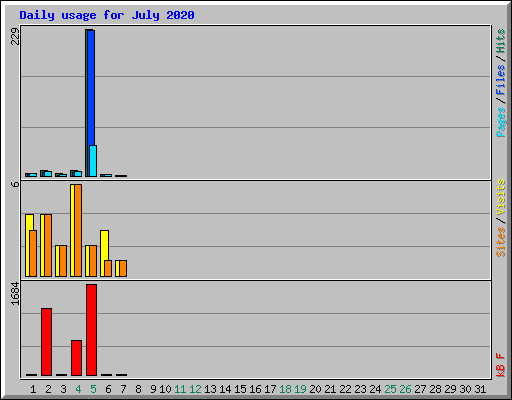 Daily usage for July 2020
229
6
1684
Pages / Files / Hits
Sites / Visits
kB F
1 2 3 4 5 6 7 8 9 10 11 12 13 14 15 16 17 18 19 20 21 22 23 24 25 26 27 28 29 30 31